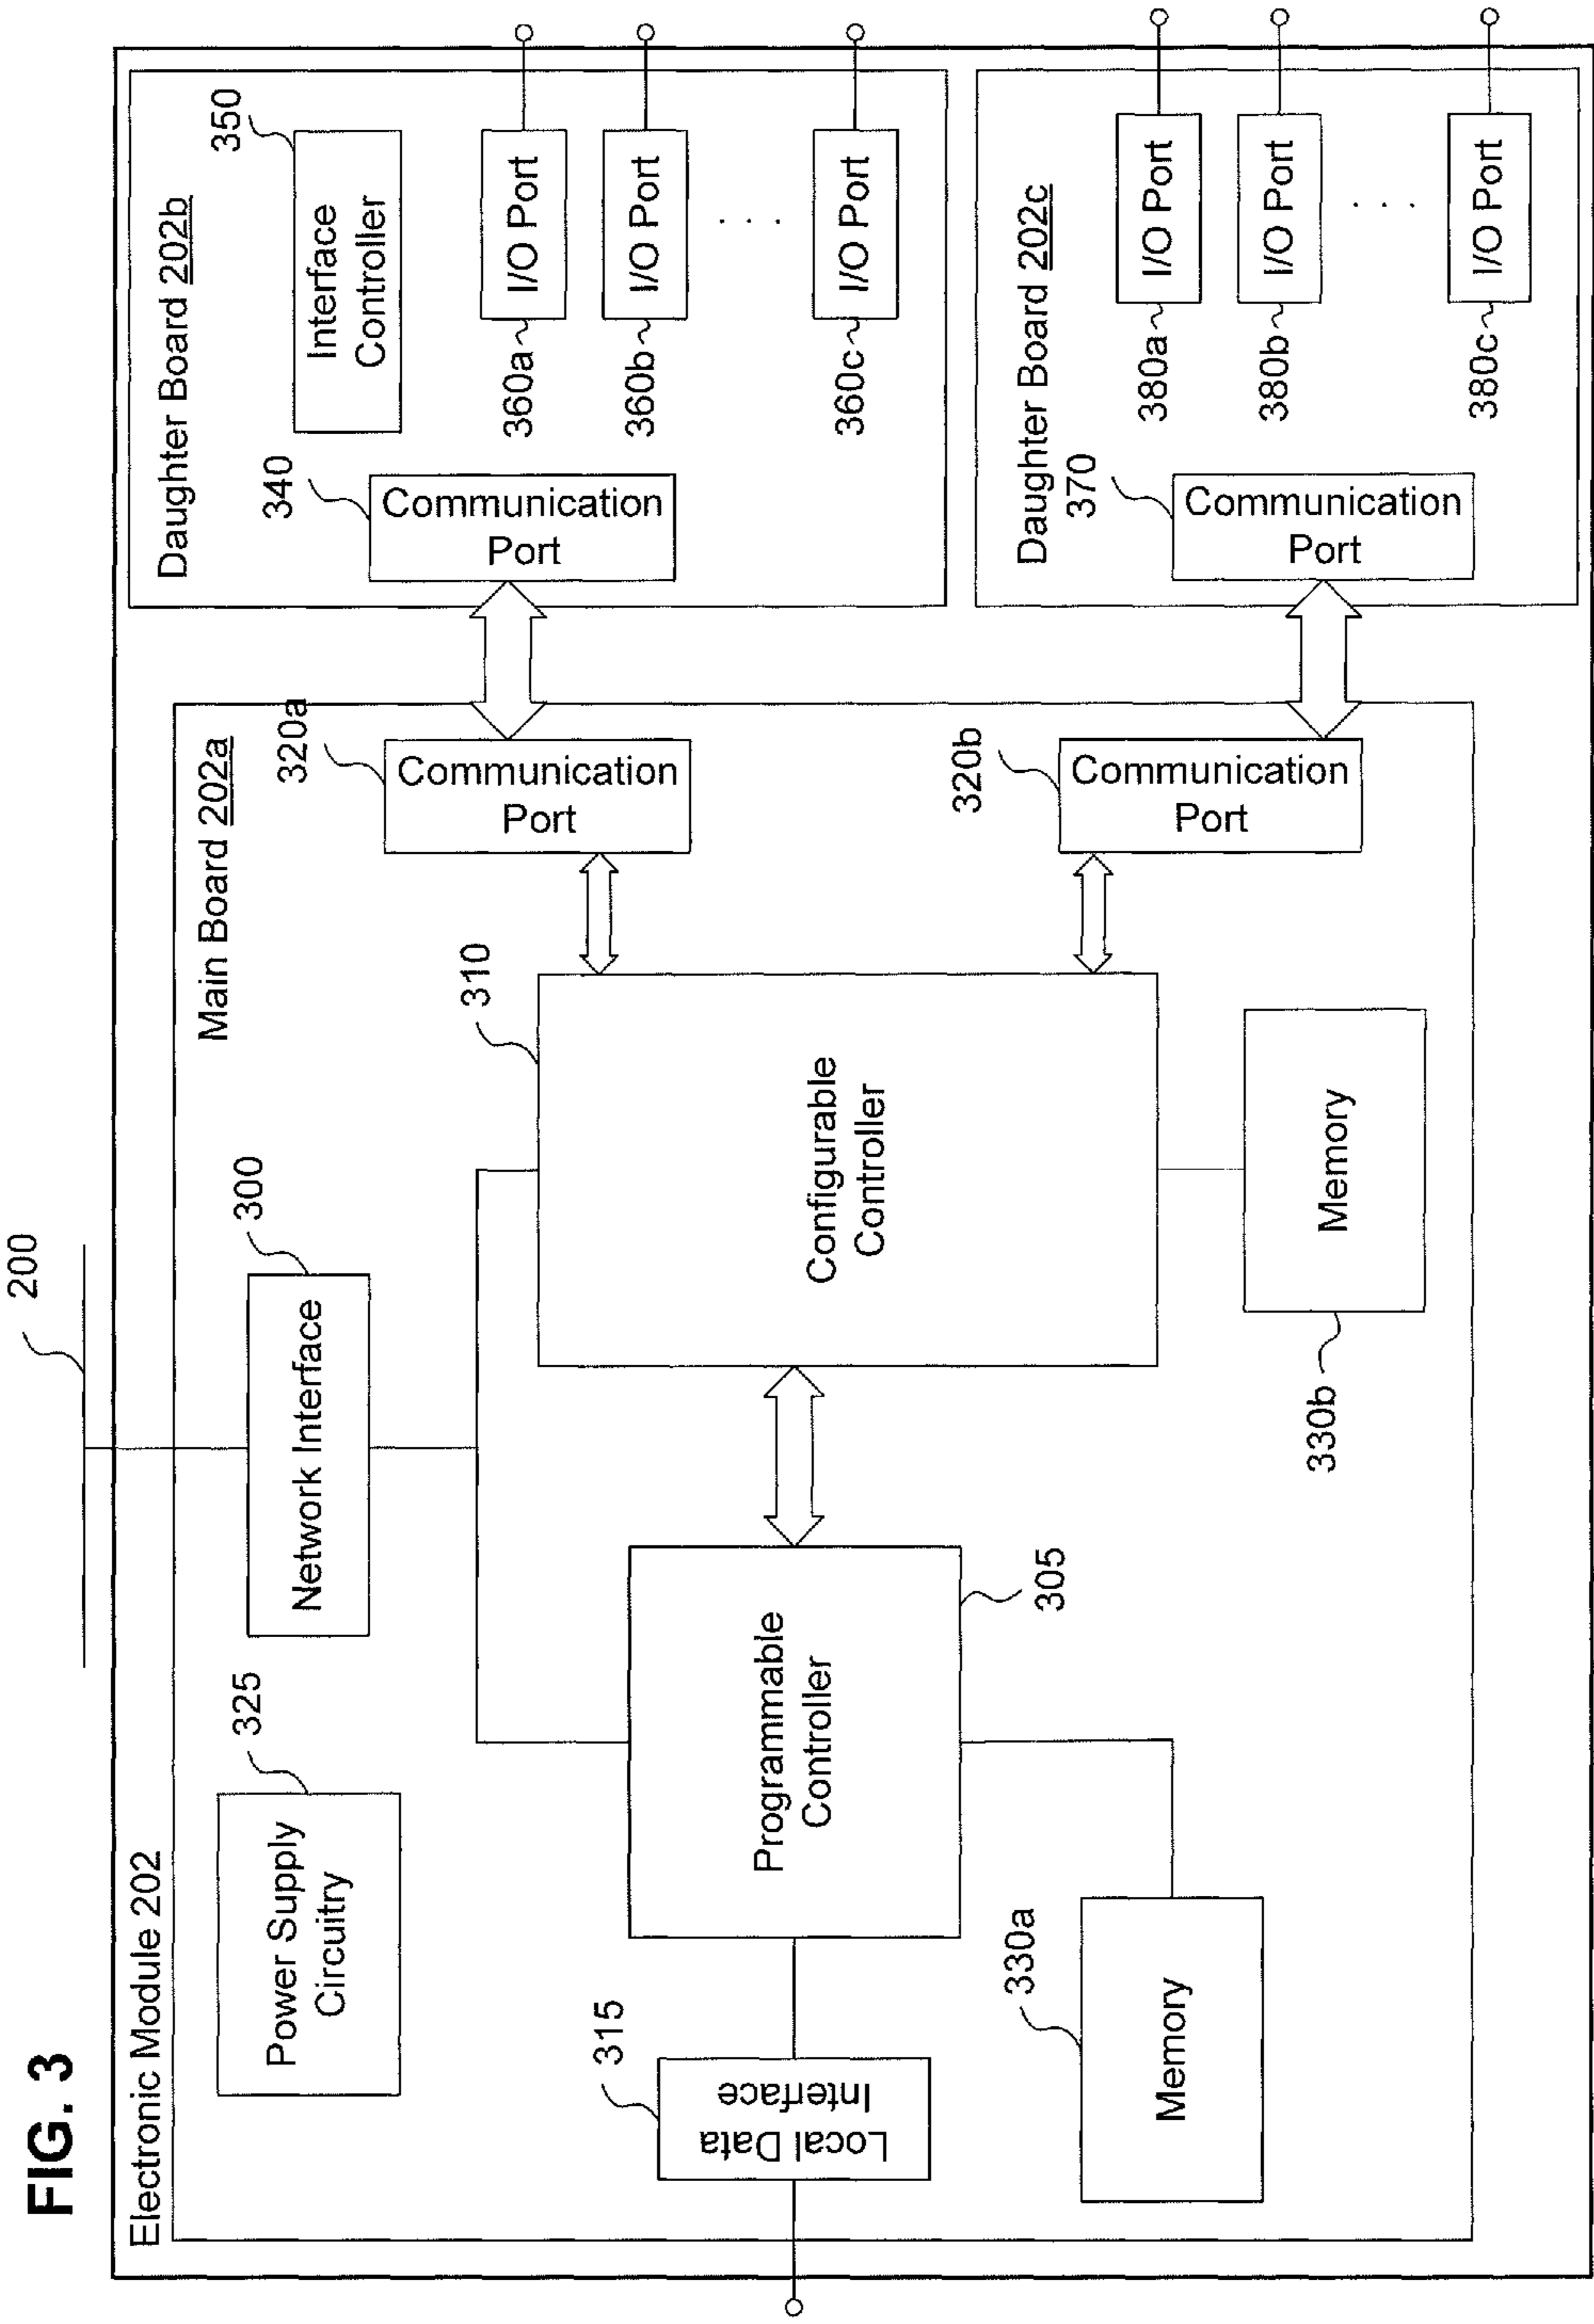 FIG. 3
200
Electronic Module 202
Main Board 202a
Power Supply
Circuitry
325
Network Interface
300
Local Data
Interface
315
Programmable
Controller
305
Configurable
Controller
310
Memory
330a
Memory
330b
Communication
Port
320a
Communication
Port
320b
Daughter Board 202b
Communication
Port
340
Interface
Controller
350
360a
I/O Port
360b
I/O Port
. . .
360c
I/O Port
Daughter Board 202c
Communication
Port
370
380a
I/O Port
380b
I/O Port
. . .
380c
I/O Port